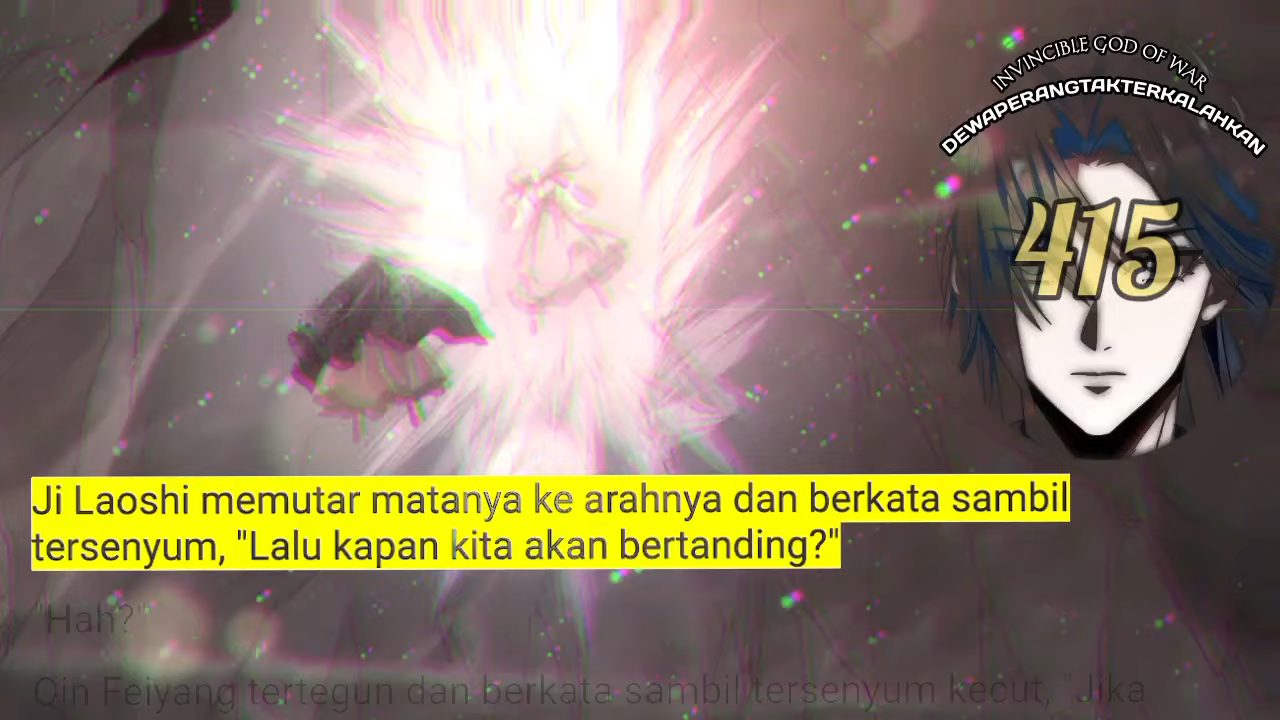 INVINCIBLE GOD OF WAR
DEWAPERANGTAKTERKALAHKAN
415
Ji Laoshi memutar matanya ke arahnya dan berkata sambil
tersenyum, "Lalu kapan kita akan bertanding?"
"Hah?"
Qin Feiyang tertegun dan berkata sambil tersenyum kecut, "Jika